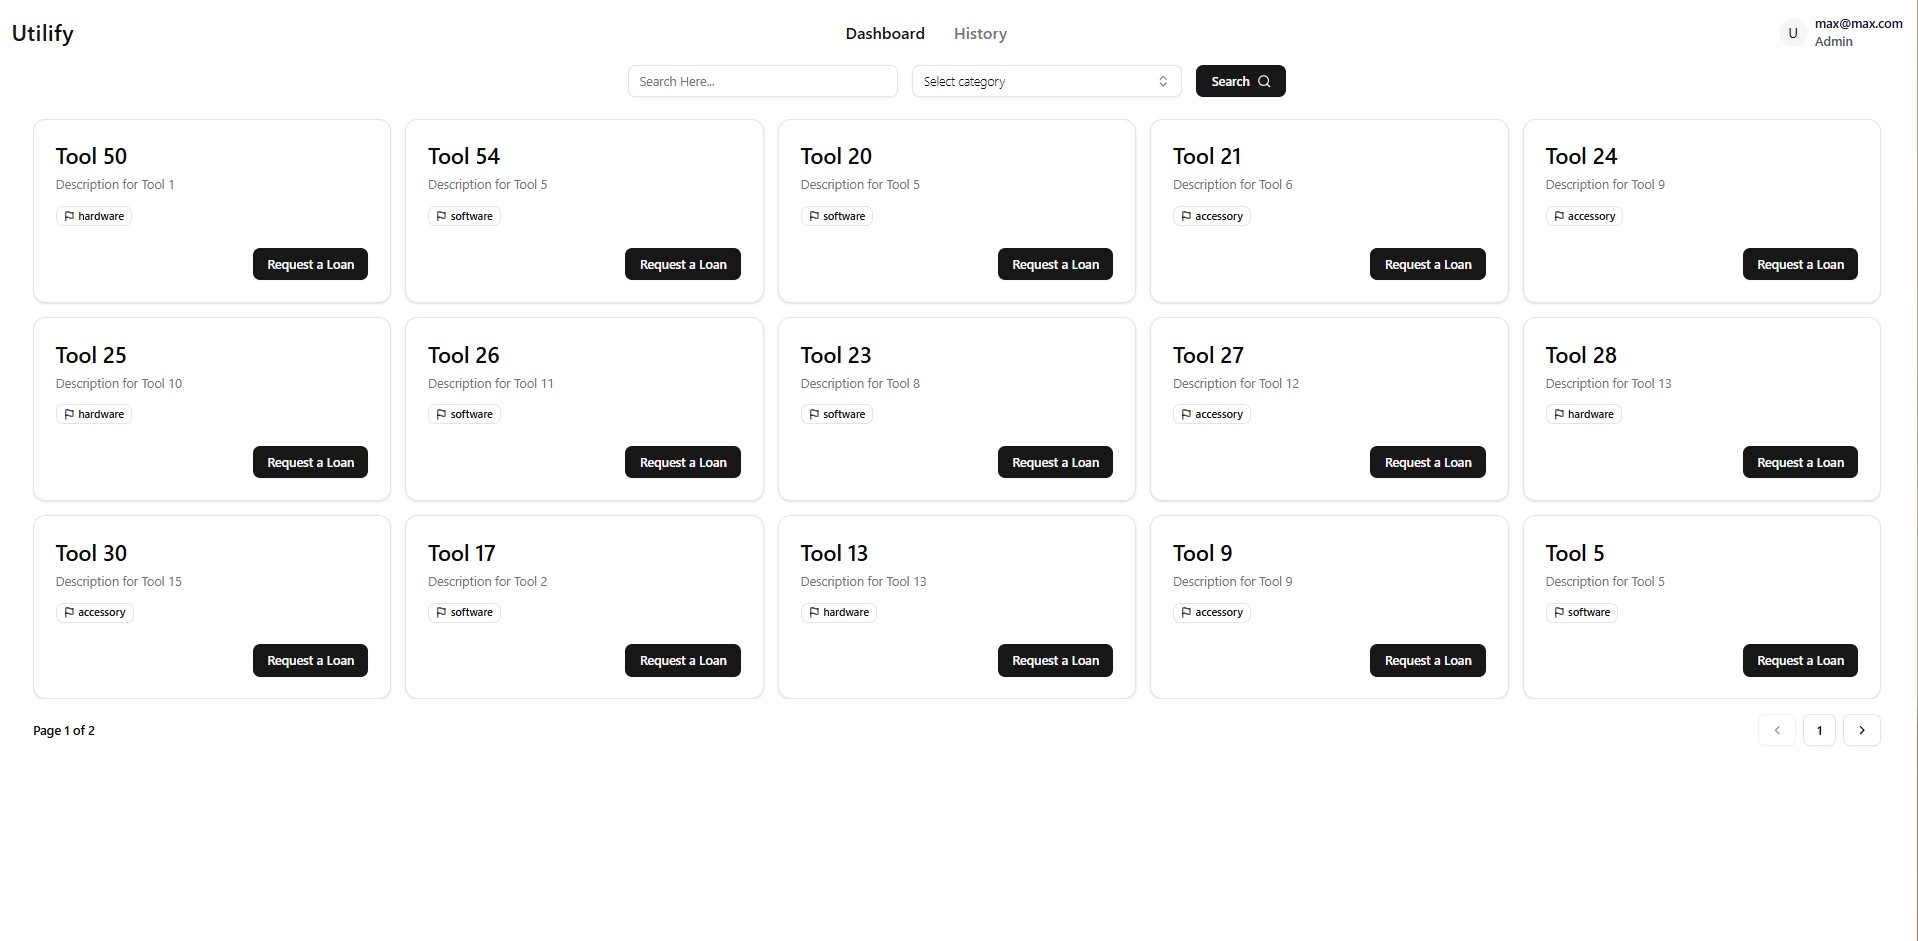 Utilify
Dashboard
History
U
max@max.com
Admin
Search Here...
Select category
Search
Tool 50
Description for Tool 1
hardware
Request a Loan
Tool 54
Description for Tool 5
software
Request a Loan
Tool 20
Description for Tool 5
software
Request a Loan
Tool 21
Description for Tool 6
accessory
Request a Loan
Tool 24
Description for Tool 9
accessory
Request a Loan
Tool 25
Description for Tool 10
hardware
Request a Loan
Tool 26
Description for Tool 11
software
Request a Loan
Tool 23
Description for Tool 8
software
Request a Loan
Tool 27
Description for Tool 12
accessory
Request a Loan
Tool 28
Description for Tool 13
hardware
Request a Loan
Tool 30
Description for Tool 15
accessory
Request a Loan
Tool 17
Description for Tool 2
software
Request a Loan
Tool 13
Description for Tool 13
hardware
Request a Loan
Tool 9
Description for Tool 9
accessory
Request a Loan
Tool 5
Description for Tool 5
software
Request a Loan
Page 1 of 2
1